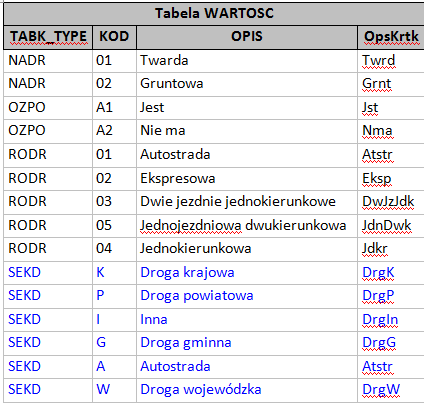 Tabela WARTOSC
TABK_TYPE KOD OPIS OpsKrtk
NADR 01 Twarda Twrd
NADR 02 Gruntowa Grnt
OZPO A1 Jest Jst
OZPO A2 Nie ma Nma
RODR 01 Autostrada Atstr
RODR 02 Ekspresowa Eksp
RODR 03 Dwie jezdnie jednokierunkowe DwJzJdk
RODR 05 Jednojezdniowa dwukierunkowa JdnDwk
RODR 04 Jednokierunkowa Jdkr
SEKD K Droga krajowa DrgK
SEKD P Droga powiatowa DrgP
SEKD I Inna DrgIn
SEKD G Droga gminna DrgG
SEKD A Autostrada Atstr
SEKD W Droga wojewódzka DrgW